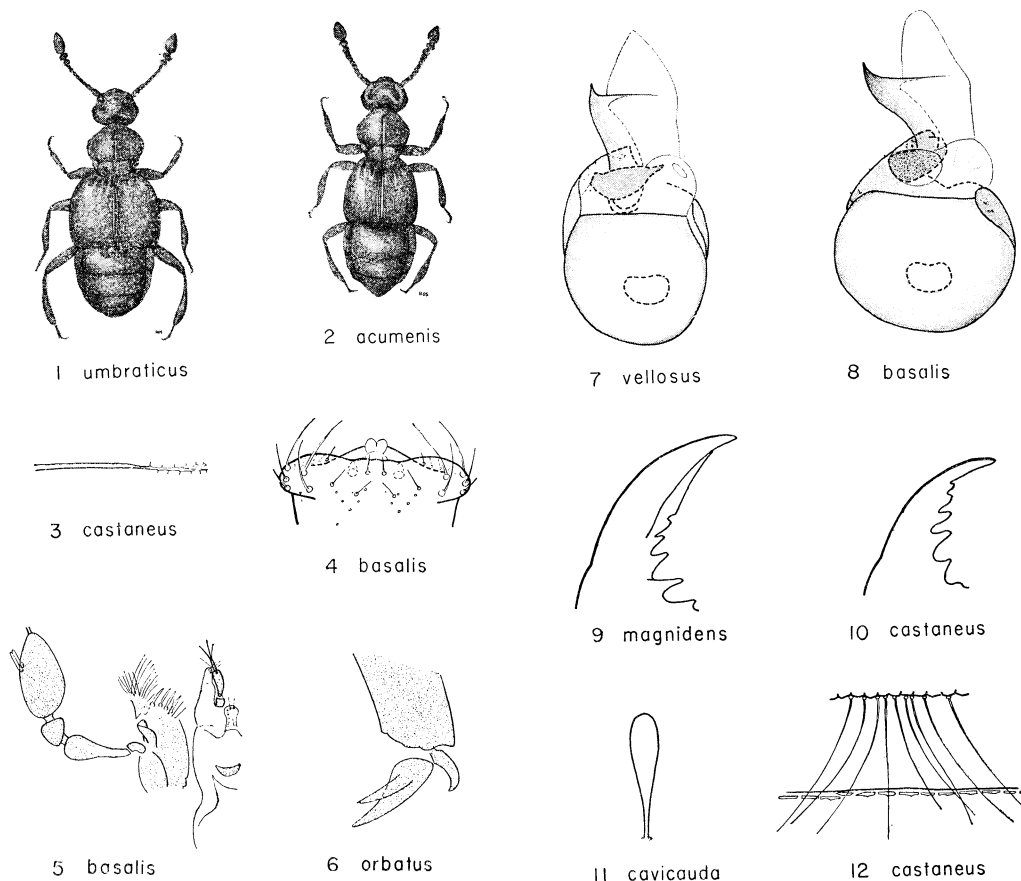 1 umbraticus
2 acumenis
3 castaneus
4 basalis
5 basalis
6 orbatus
7 vellosus
8 basalis
9 magnidens
10 castaneus
11 cavicauda
12 castaneus